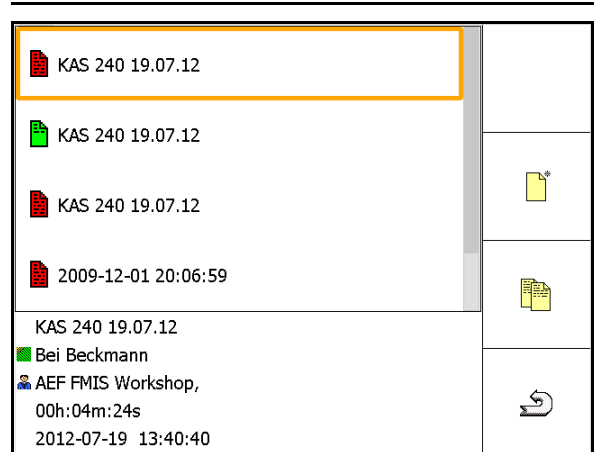 KAS 240 19.07.12
KAS 240 19.07.12
KAS 240 19.07.12
2009-12-01 20:06:59
KAS 240 19.07.12
Bei Beckmann
AEF FMIS Workshop,
00h:04m:24s
2012-07-19 13:40:40